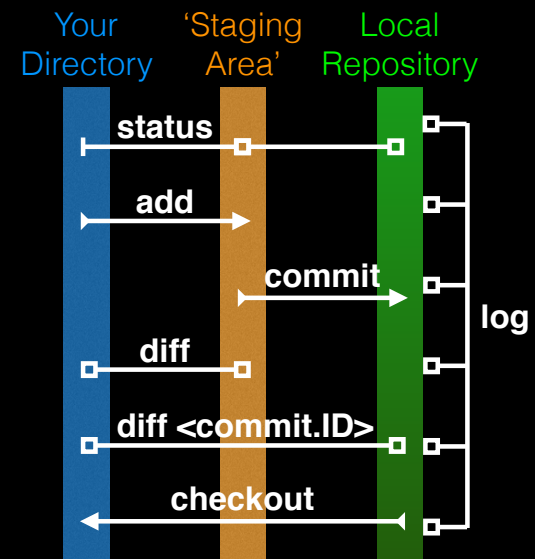 Your
Directory
‘Staging
Area’
Local
Repository
status
add
commit
log
diff
diff <commit.ID>
checkout